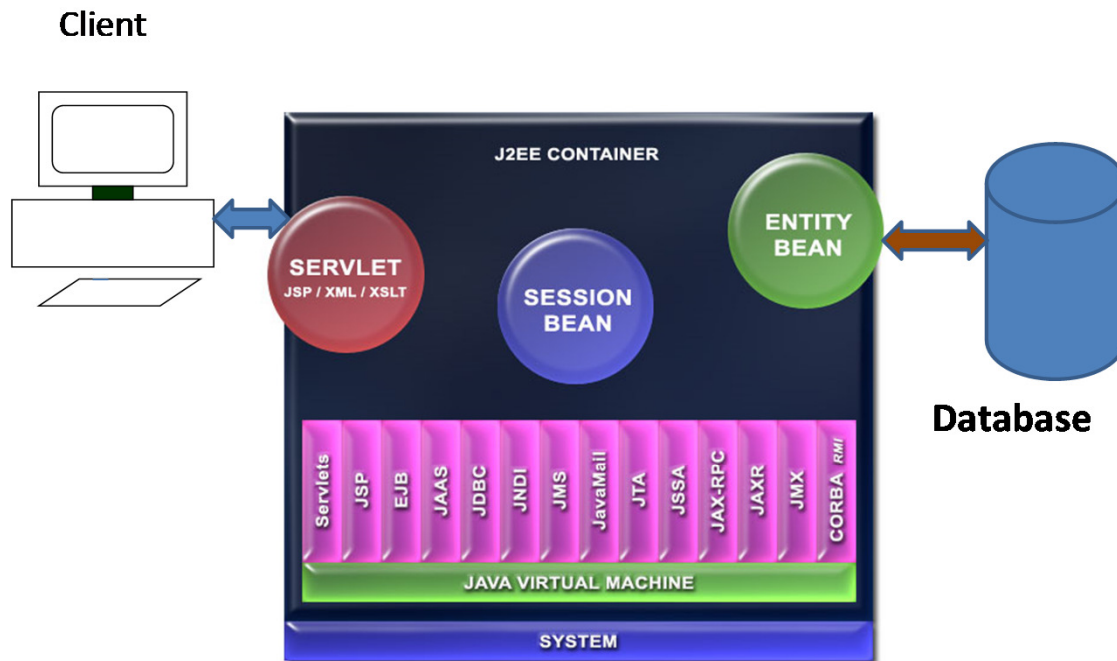 Client
J2EE CONTAINER
SERVLET
JSP / XML / XSLT
SESSION
BEAN
ENTITY
BEAN
Database
Servlets
JSP
EJB
JAAS
JDBC
JNDI
JMS
JavaMail
JTA
JSSA
JAX-RPC
JAXR
JMX
CORBA RMI
JAVA VIRTUAL MACHINE
SYSTEM